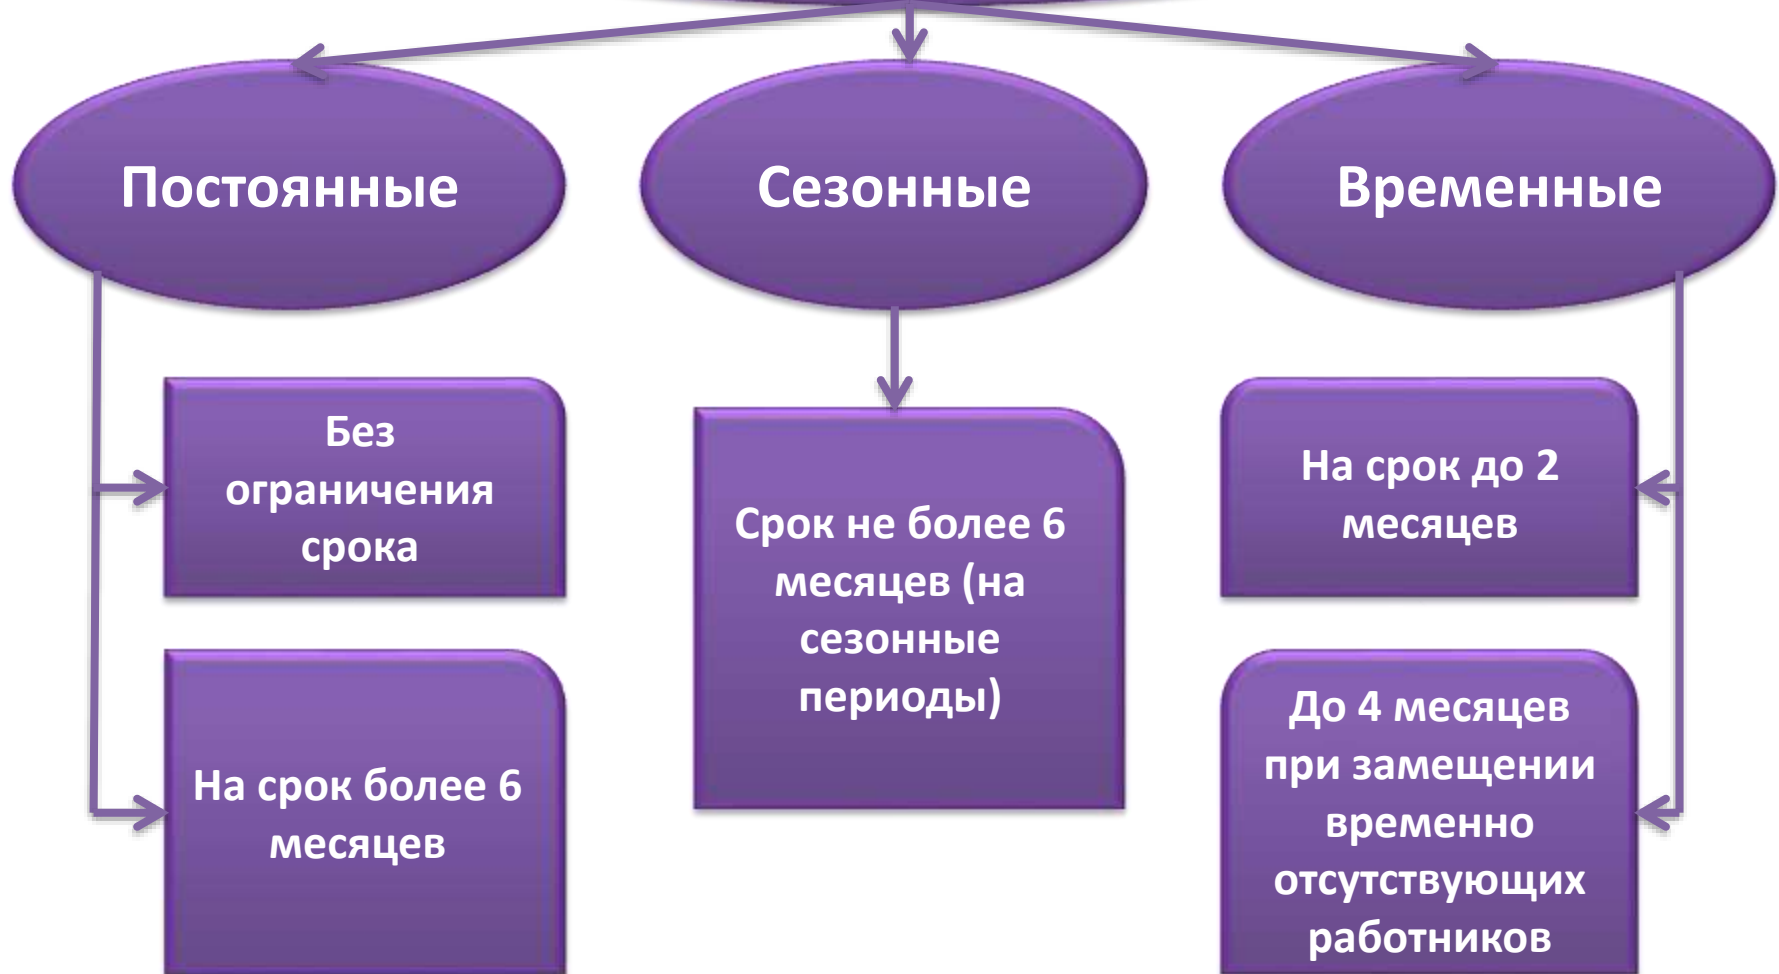 Постоянные
Сезонные
Временные
Без
ограничения
срока
На срок более 6
месяцев
Срок не более 6
месяцев (на
сезонные
периоды)
На срок до 2
месяцев
До 4 месяцев
при замещении
временно
отсутствующих
работников